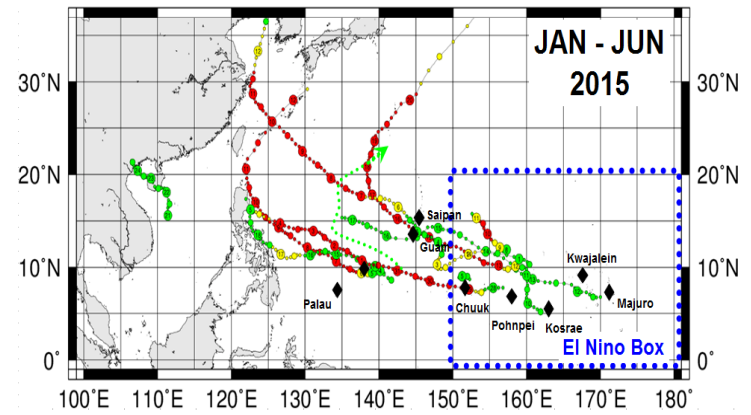 JAN - JUN
2015
30°N
30°N
20°N
20°N
Saipan
Guam
Kwajalein
10°N
10°N
Palau
Chuuk
Majuro
Pohnpei
Kosrae
El Nino Box
0°
0°
100°E
110°E
120°E
130°E
140°E
150°E
160°E
170°E
180°E